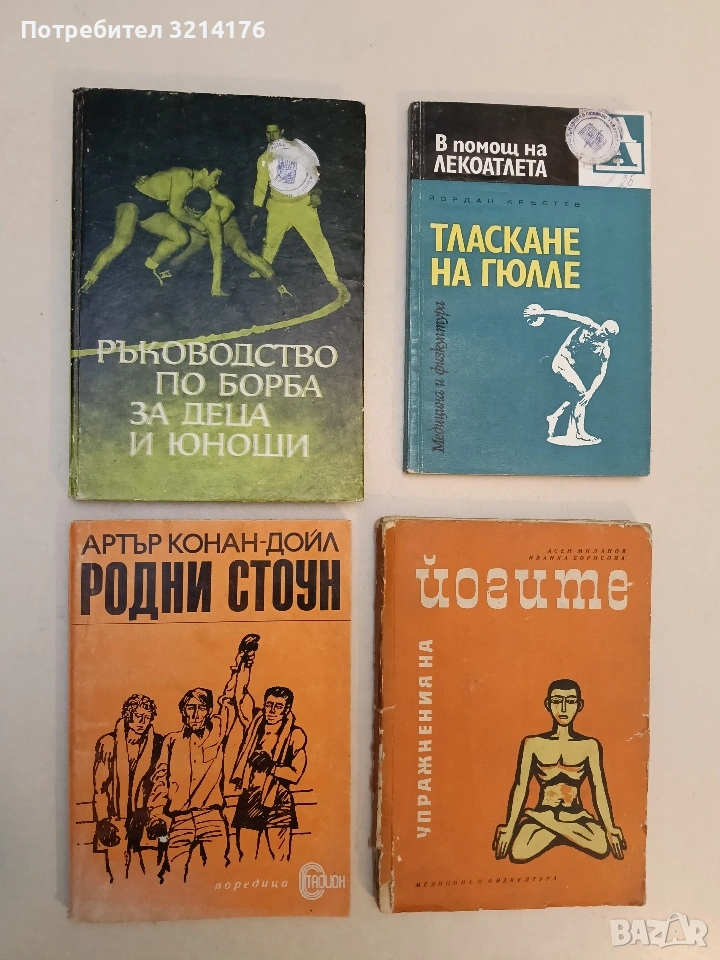 Потребител 3214176
РЪКОВОДСТВО
ПО БОРБА
ЗА ДЕЦА
И ЮНОШИ
В ПОМОЩ НА
ЛЕКОАТЛЕТА
ЙОРДАН КРЪСТЕВ
ТЛАСКАНЕ
НА ГЮЛЛЕ
Медицина и физкултура
АРТЪР КОНАН-ДОЙЛ
РОДНИ СТОУН
поредица
СТАДИОН
АСЕН МИЛАНОВ
ИВАНКА БОРИСОВА
йогите
УПРАЖНЕНИЯ НА
МЕДИЦИНА И ФИЗКУЛТУРА
BAZAR